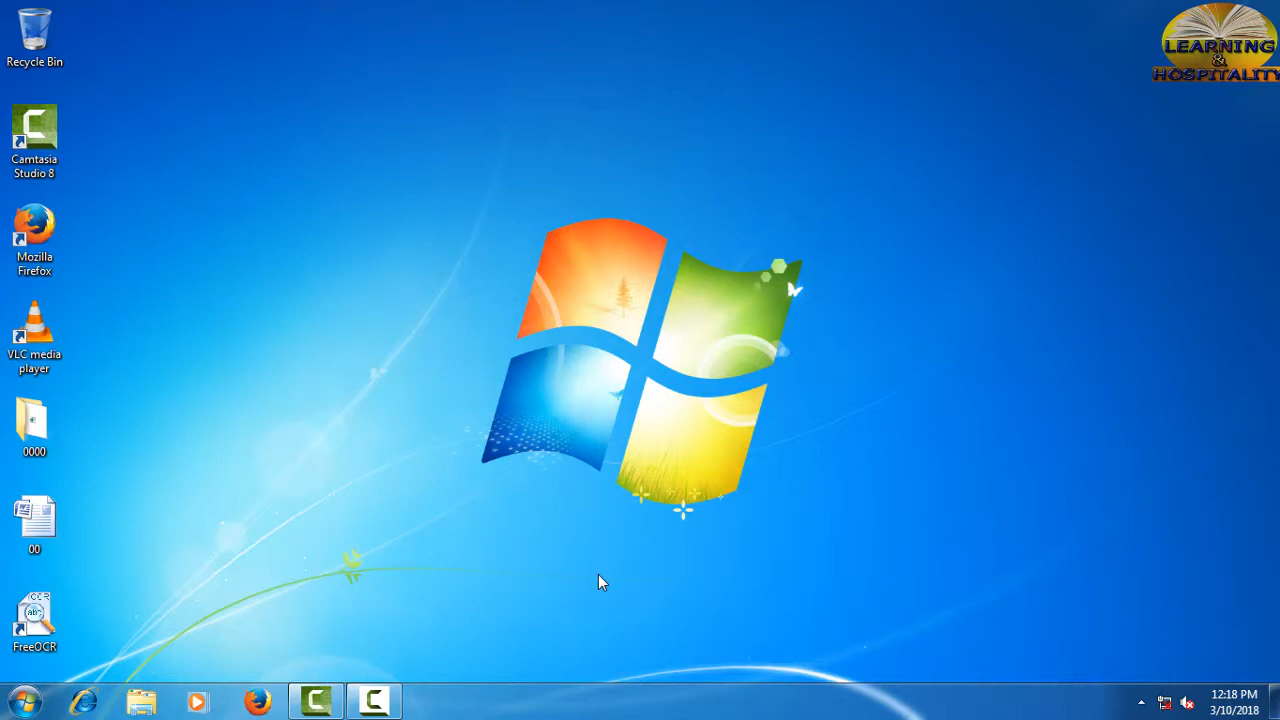 Recycle Bin
LEARNING
&
HOSPITALITY
Camtasia
Studio 8
Mozilla
Firefox
VLC media
player
0000
00
OCR
abc
FreeOCR
12:18 PM
3/10/2018